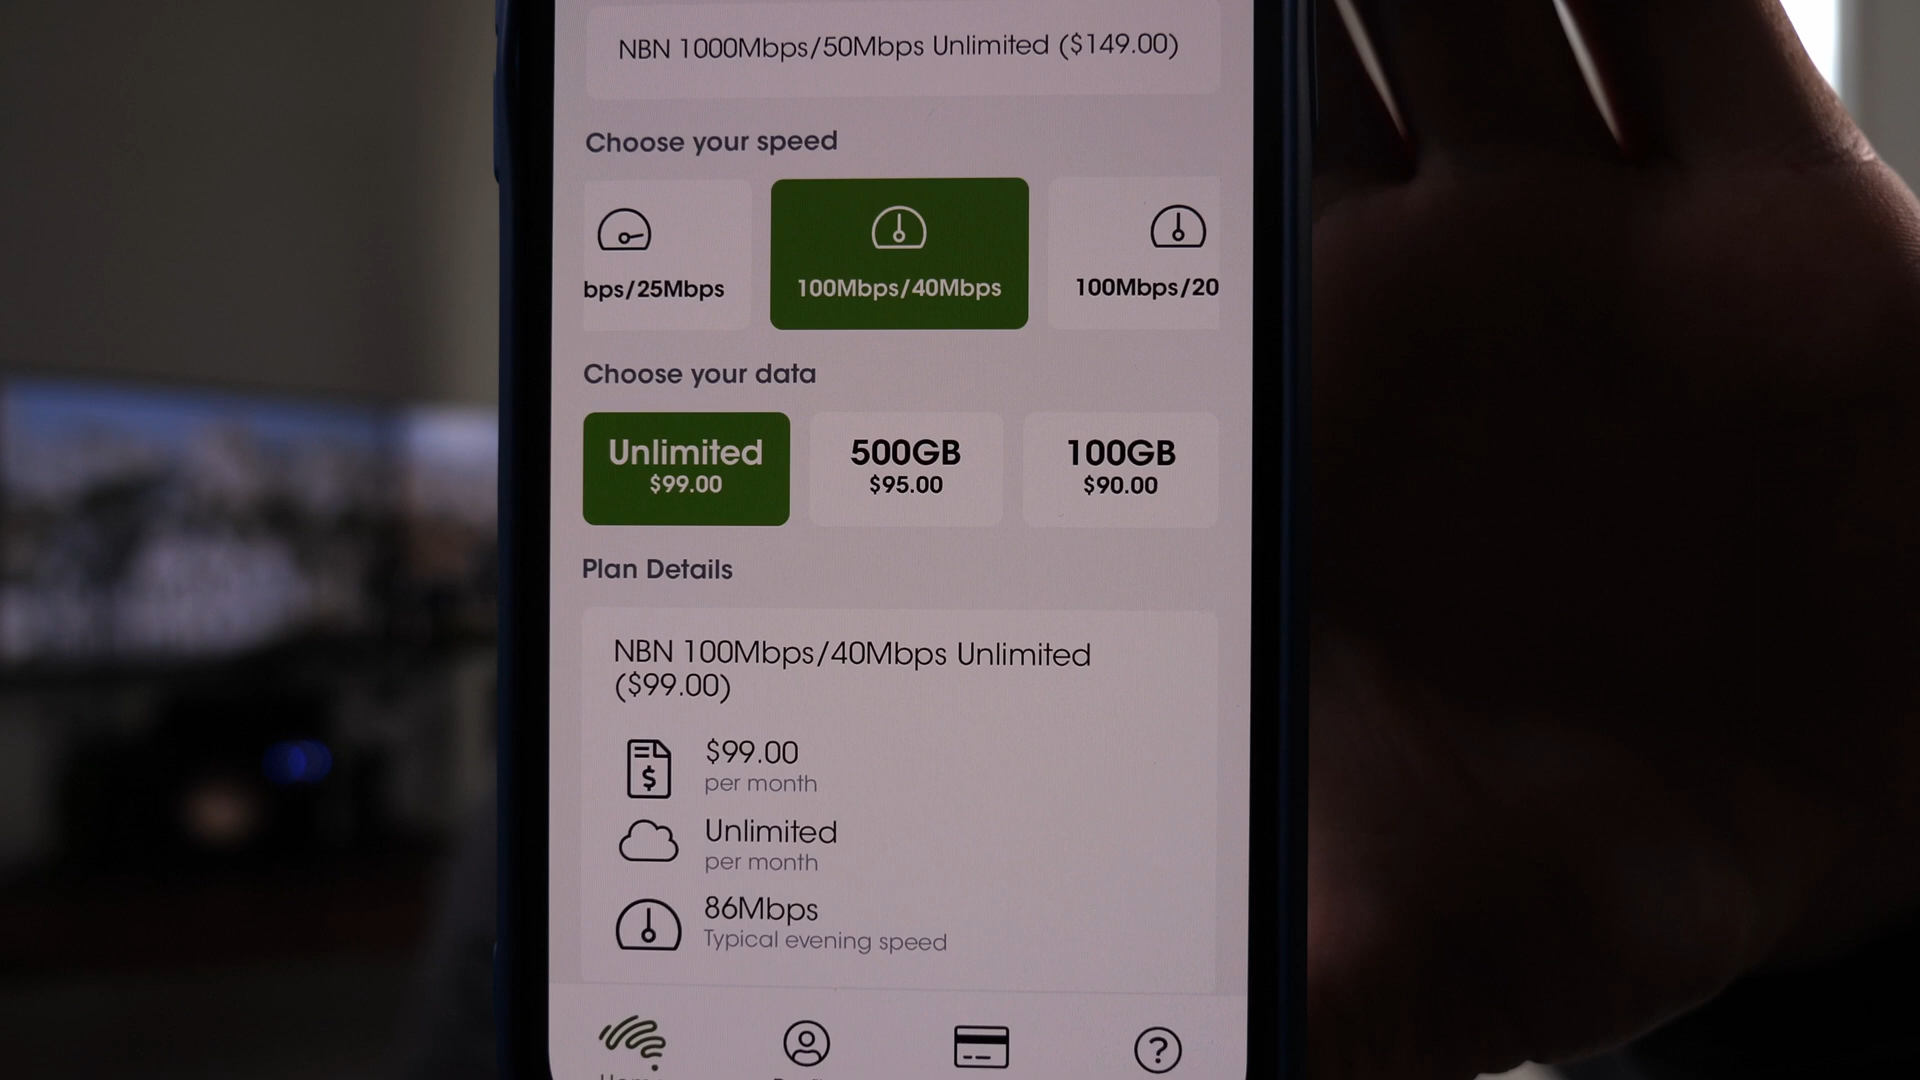 NBN 1000Mbps/50Mbps Unlimited ($149.00)
Choose your speed
bps/25Mbps
100Mbps/40Mbps
100Mbps/20
Choose your data
Unlimited
$99.00
500GB
$95.00
100GB
$90.00
Plan Details
NBN 100Mbps/40Mbps Unlimited
($99.00)
$99.00
per month
Unlimited
per month
86Mbps
Typical evening speed